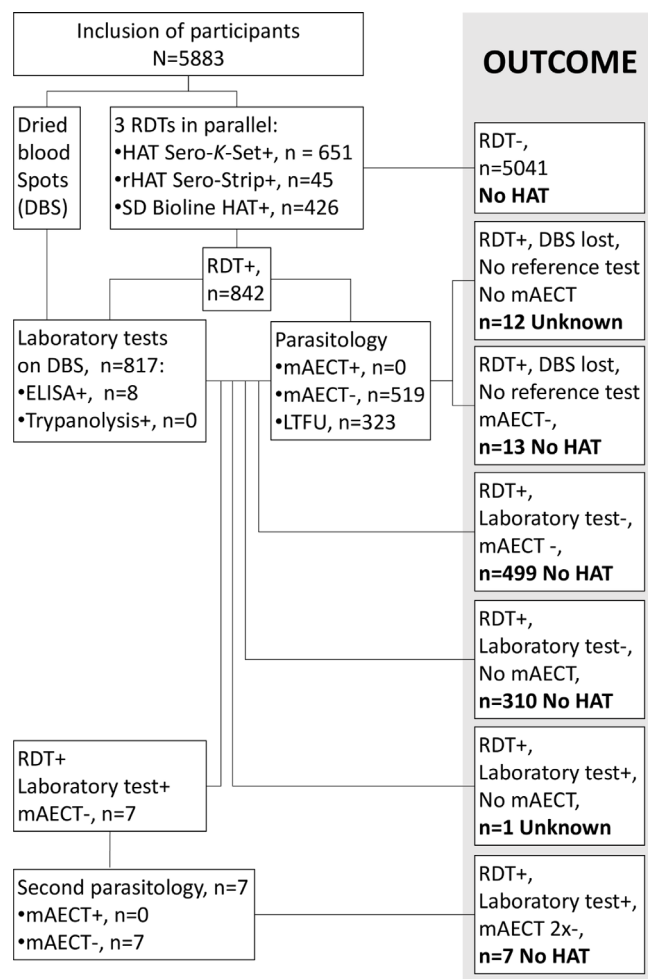 Inclusion of participants
N=5883
OUTCOME
Dried
blood
Spots
(DBS)
3 RDTs in parallel:
•HAT Sero-K-Set+, n = 651
•rHAT Sero-Strip+, n=45
•SD Bioline HAT+, n=426
RDT-,
n=5041
No HAT
RDT+,
n=842
RDT+, DBS lost,
No reference test
No mAECT
n=12 Unknown
Laboratory tests
on DBS, n=817:
•ELISA+, n=8
•Trypanolysis+, n=0
Parasitology
•mAECT+, n=0
•mAECT-, n=519
•LTFU, n=323
RDT+, DBS lost,
No reference test
mAECT-,
n=13 No HAT
RDT+,
Laboratory test-,
mAECT -,
n=499 No HAT
RDT+,
Laboratory test-,
No mAECT,
n=310 No HAT
RDT+
Laboratory test+
mAECT-, n=7
RDT+,
Laboratory test+,
No mAECT,
n=1 Unknown
Second parasitology, n=7
•mAECT+, n=0
•mAECT-, n=7
RDT+,
Laboratory test+,
mAECT 2x-,
n=7 No HAT